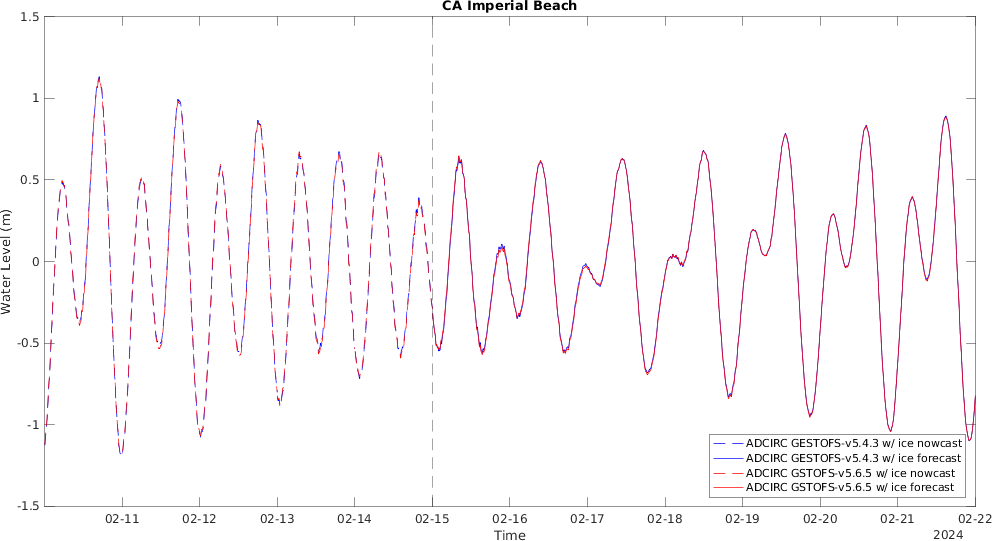 CA Imperial Beach
1.5
1
0.5
0
-0.5
-1
-1.5
Water Level (m)
02-11 02-12 02-13 02-14 02-15 02-16 02-17 02-18 02-19 02-20 02-21 02-22
Time
2024
ADCIRC GESTOFS-v5.4.3 w/ ice nowcast
ADCIRC GESTOFS-v5.4.3 w/ ice forecast
ADCIRC GSTOFS-v5.6.5 w/ ice nowcast
ADCIRC GSTOFS-v5.6.5 w/ ice forecast